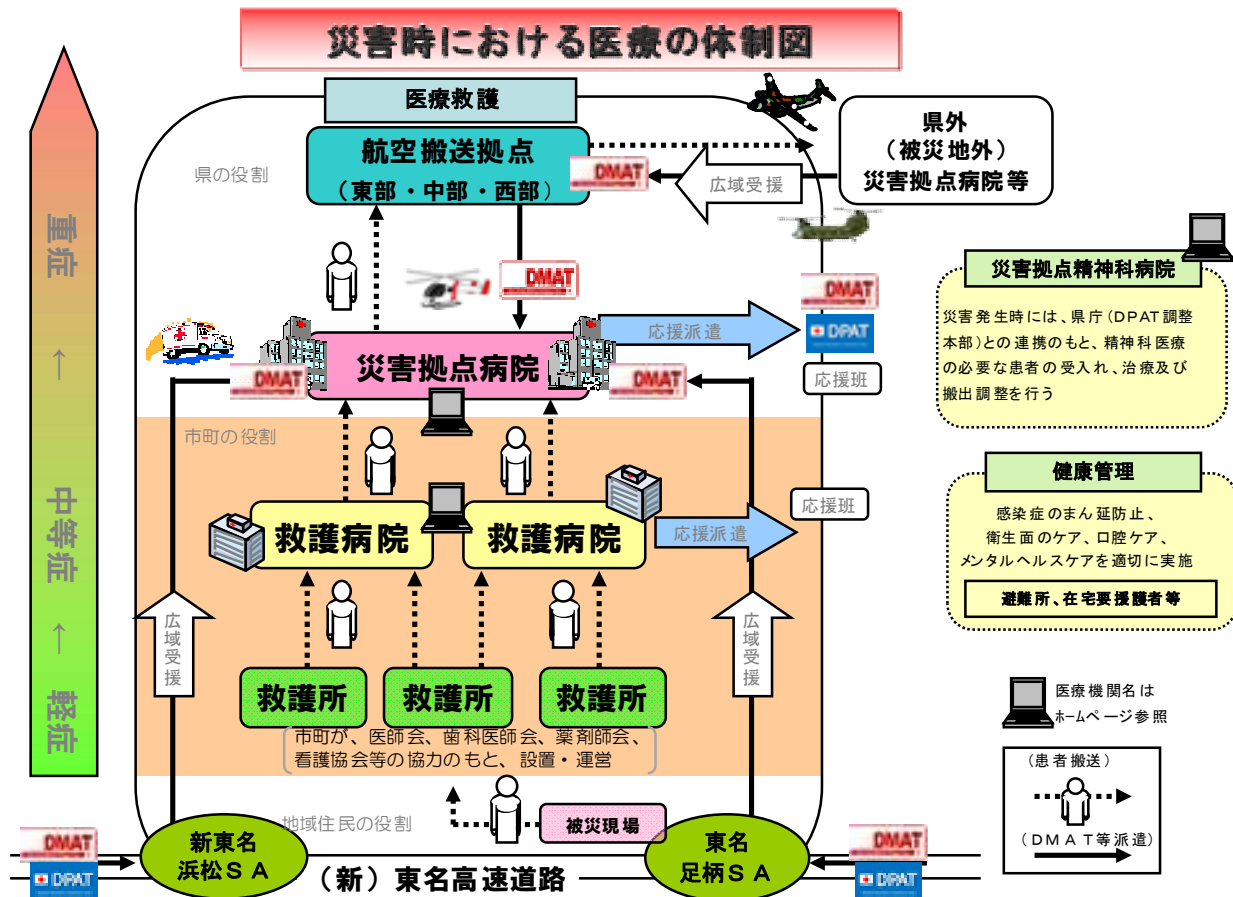 災害時における医療の体制図
医療救護
航空搬送拠点
（東部・中部・西部）
DMAT
広域受援
県外
（被災地外）
災害拠点病院等
県の役割
重症
←
中等症
←
軽症
DMAT
災害拠点病院
DMAT
DMAT
応援派遣
DMAT
DPAT
応援班
災害拠点精神科病院
災害発生時には、県庁（DPAT調整
本部）との連携のもと、精神科医療
の必要な患者の受入れ、治療及び
搬出調整を行う
市町の役割
救護病院
救護病院
応援派遣
応援班
健康管理
感染症のまん延防止、
衛生面のケア、口腔ケア、
メンタルヘルスケアを適切に実施
避難所、在宅要援護者等
広域受援
広域受援
救護所
救護所
救護所
市町が、医師会、歯科医師会、薬剤師会、
看護協会等の協力のもと、設置・運営
医療機関名は
ホームページ参照
（患者搬送）
（DMAT等派遣）
地域住民の役割
被災現場
DMAT
DPAT
新東名
浜松SA
（新）東名高速道路
東名
足柄SA
DMAT
DPAT